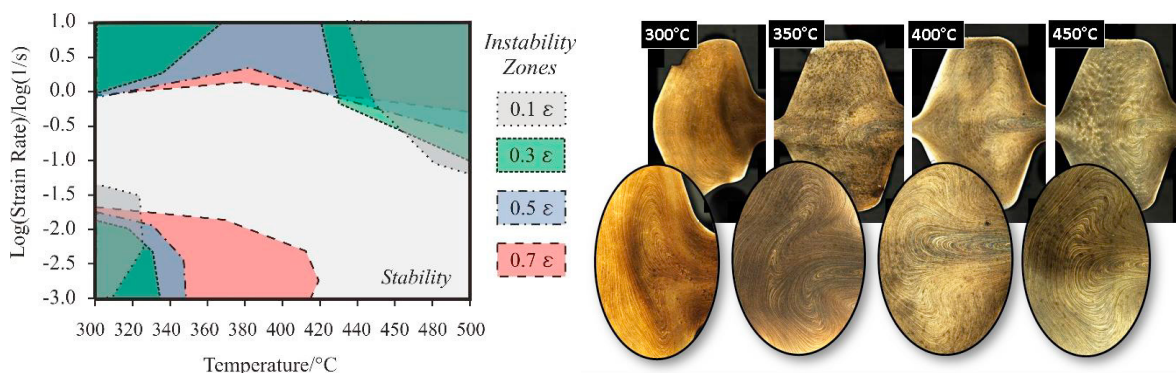 1.0
0.5
0.0
-0.5
-1.0
-1.5
-2.0
-2.5
-3.0
Log(Strain Rate)/log(1/s)
300 340 360 380 400 420 440 460 480 500
Temperature/°C
Stability
Instability
Zones
0.1 ε
0.3 ε
0.5 ε
0.7 ε
300°C
350°C
400°C
450°C